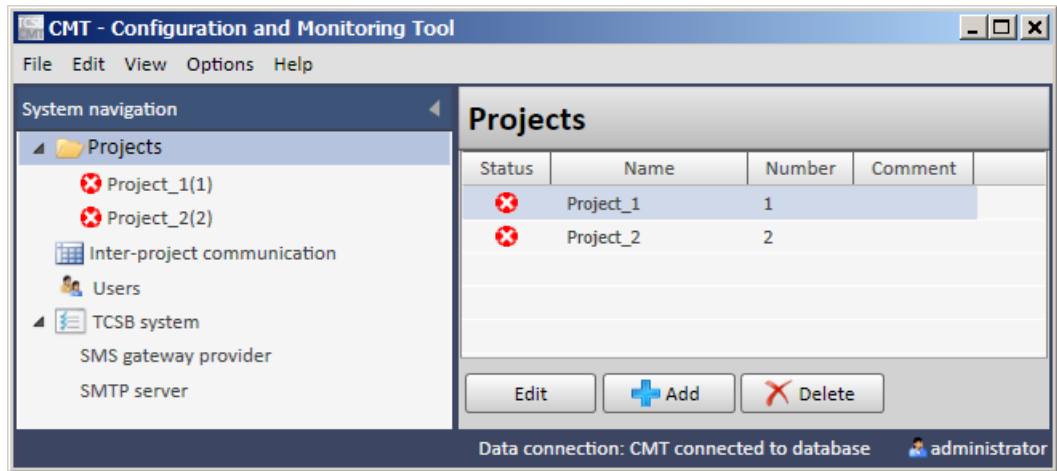 CMT - Configuration and Monitoring Tool
File Edit View Options Help
System navigation
Projects
Project_1(1)
Project_2(2)
Inter-project communication
Users
TCSB system
SMS gateway provider
SMTP server
Projects
Status Name Number Comment
Project_1 1
Project_2 2
Edit Add Delete
Data connection: CMT connected to database administrator